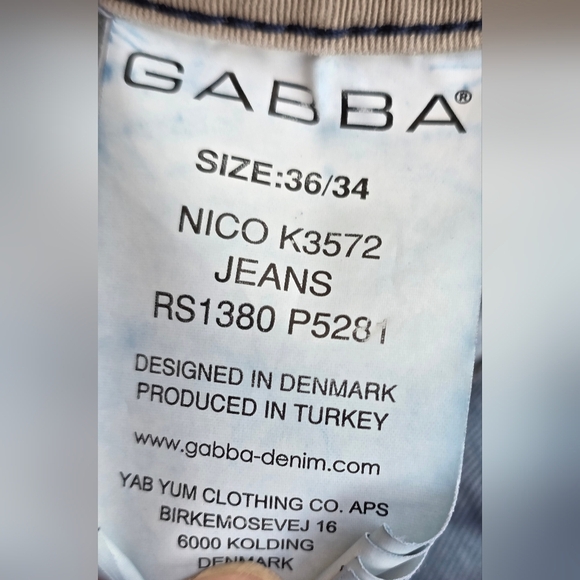 GABBA®
SIZE:36/34
NICO K3572
JEANS
RS1380 P5281
DESIGNED IN DENMARK
PRODUCED IN TURKEY
www.gabba-denim.com
YAB YUM CLOTHING CO. APS
BIRKEMOSEVEJ 16
6000 KOLDING
DENMARK